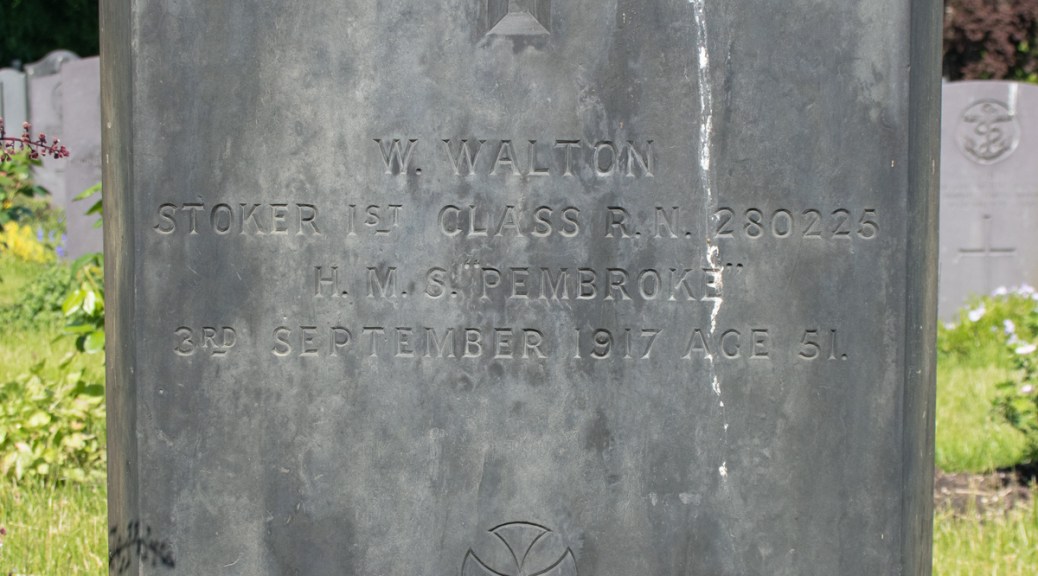 W. WALTON
STOKER 1ST CLASS R.N. 280225
H.M.S. "PEMBROKE"
3RD SEPTEMBER 1917 AGE 51.